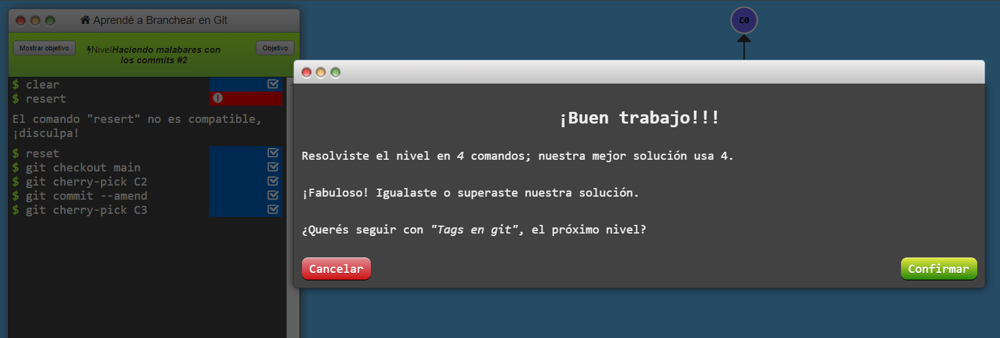 Aprendé a Branchear en Git
Mostrar objetivo
NivelHaciendo malabares con
los commits #2
Objetivo
$ clear
$ resert
El comando "resert" no es compatible,
¡disculpa!
$ reset
$ git checkout main
$ git cherry-pick C2
$ git commit --amend
$ git cherry-pick C3
C0
¡Buen trabajo!!!
Resolviste el nivel en 4 comandos; nuestra mejor solución usa 4.
¡Fabuloso! Igualaste o superaste nuestra solución.
¿Querés seguir con "Tags en git", el próximo nivel?
Cancelar
Confirmar